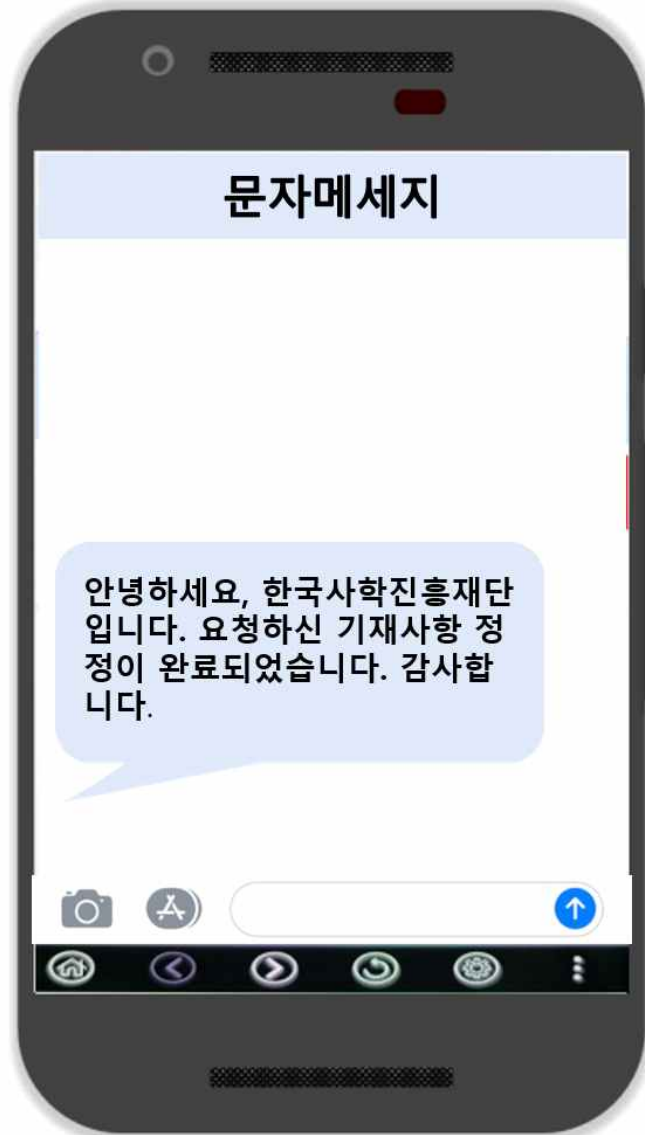 문자메세지
안녕하세요, 한국사학진흥재단
입니다. 요청하신 기재사항 정
정이 완료되었습니다. 감사합
니다.